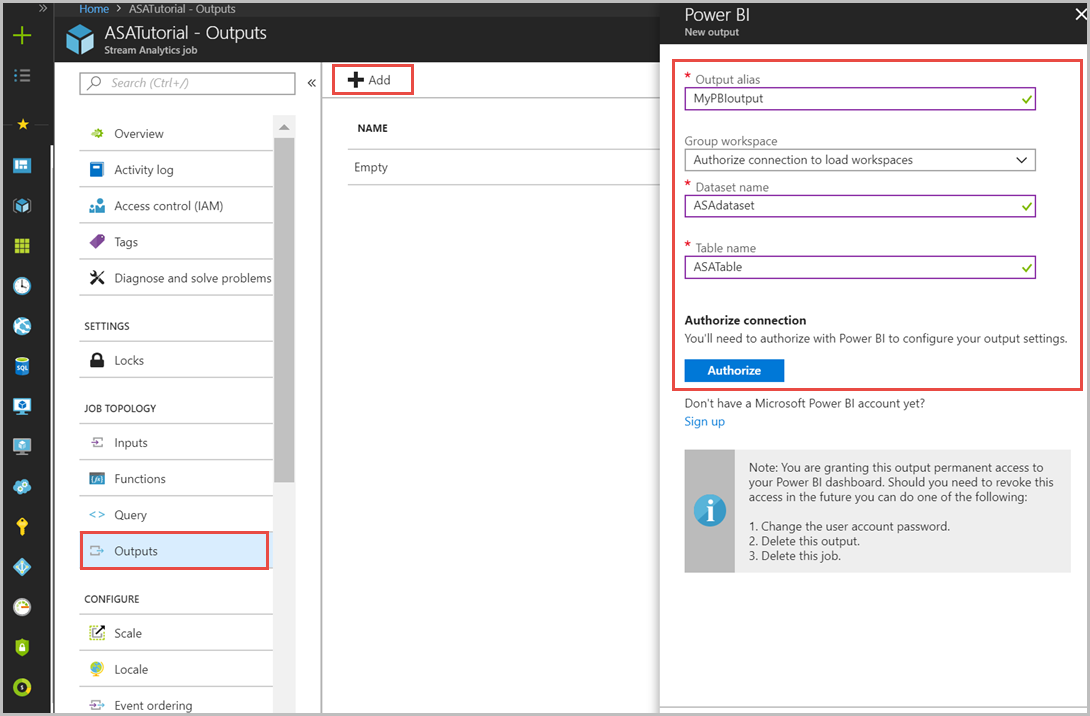 Home > ASATutorial - Outputs
ASATutorial - Outputs
Stream Analytics job
Search (Ctrl+/)
Overview
Activity log
Access control (IAM)
Tags
Diagnose and solve problems
SETTINGS
Locks
JOB TOPOLOGY
Inputs
Functions
Query
Outputs
CONFIGURE
Scale
Locale
Event ordering
SQL
Add
NAME
Empty
Power BI
New output
* Output alias
MyPBIoutput
Group workspace
Authorize connection to load workspaces
* Dataset name
ASAdataset
* Table name
ASATable
Authorize connection
You'll need to authorize with Power BI to configure your output settings.
Authorize
Don't have a Microsoft Power BI account yet?
Sign up
Note: You are granting this output permanent access to
your Power BI dashboard. Should you need to revoke this
access in the future you can do one of the following:
1. Change the user account password.
2. Delete this output.
3. Delete this job.